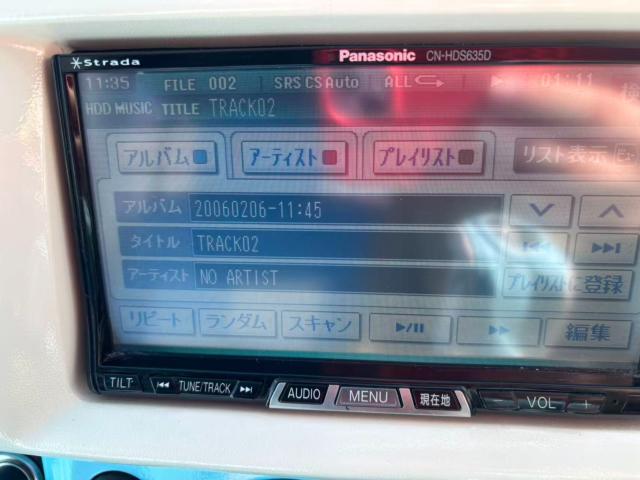 Strada Panasonic CN-HDS635D
11:35 FILE 002 SRS CS Auto ALL 01:11
HDD MUSIC TITLE TRACK02
アルバム アーティスト プレイリスト リスト表示
アルバム 20060206-11:45
タイトル TRACK02
アーティスト NO ARTIST プレイリストに登録
リピート ランダム スキャン 編集
TILT TUNE/TRACK AUDIO MENU 現在地 VOL +